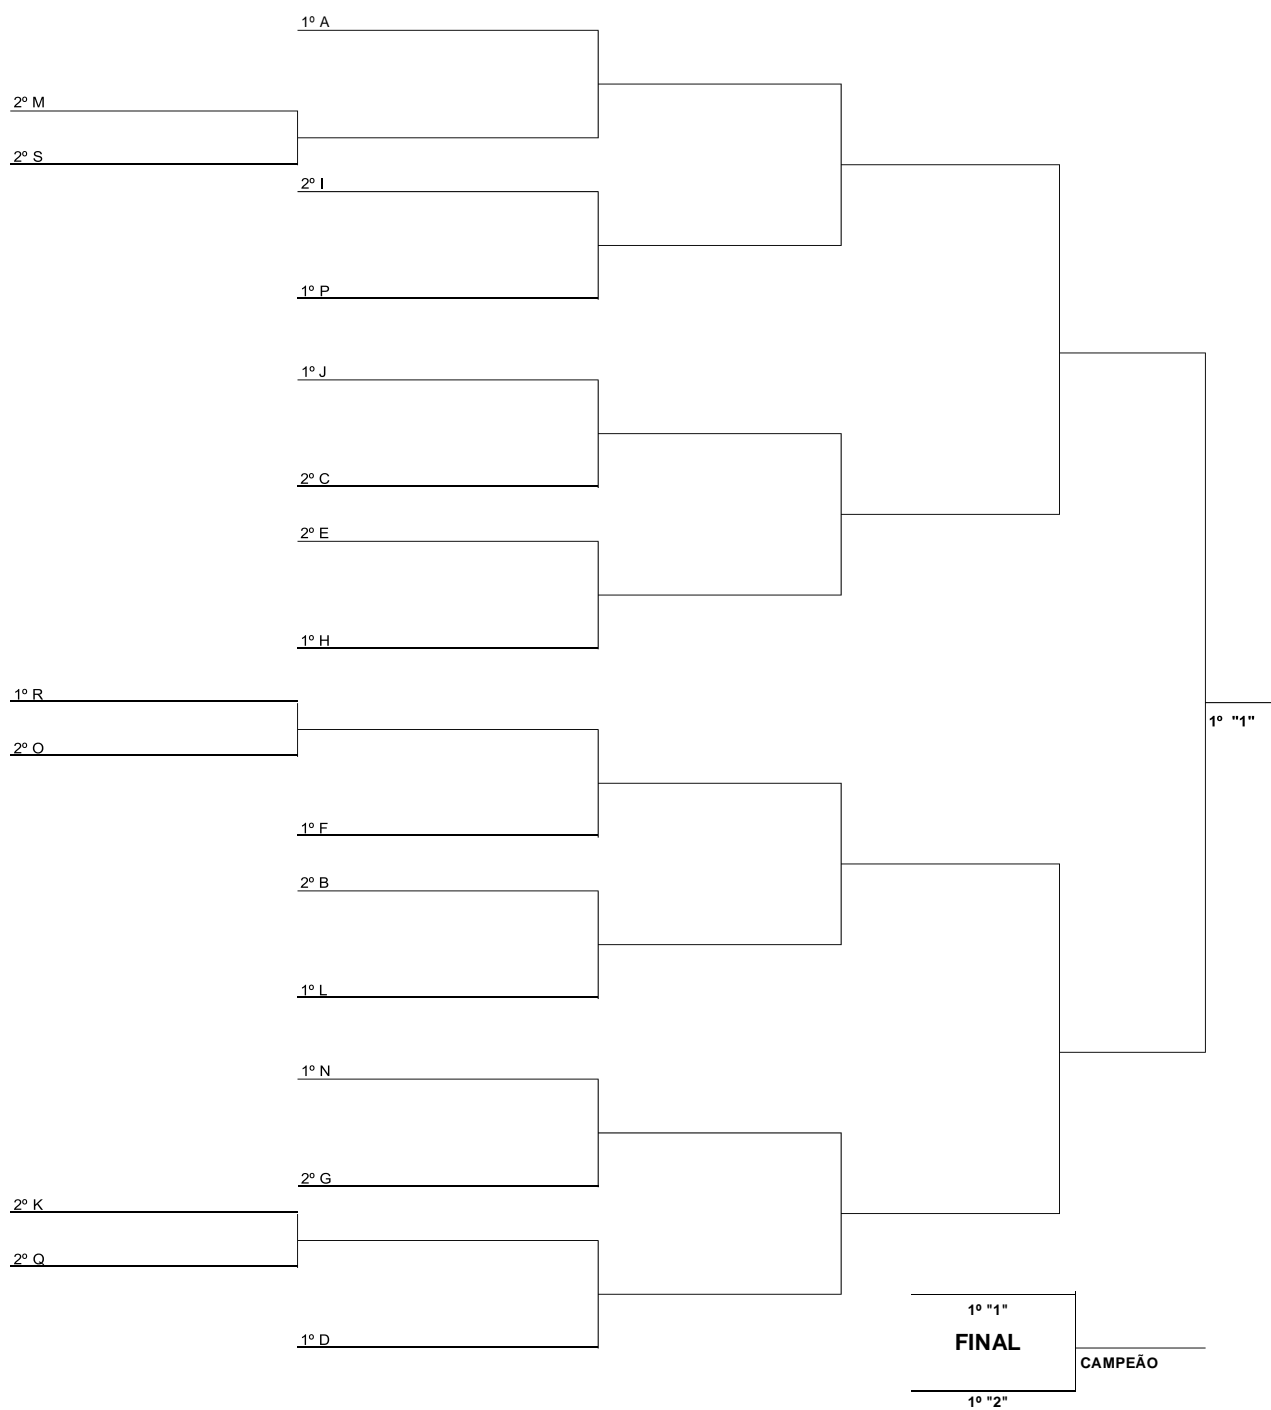 1º A
2º M
2º S
2º I
1º P
1º J
2º C
2º E
1º H
1º R
1º "1"
2º O
1º F
2º B
1º L
1º N
2º G
2º K
2º Q
1º "1"
1º D
FINAL
CAMPEÃO
1º "2"